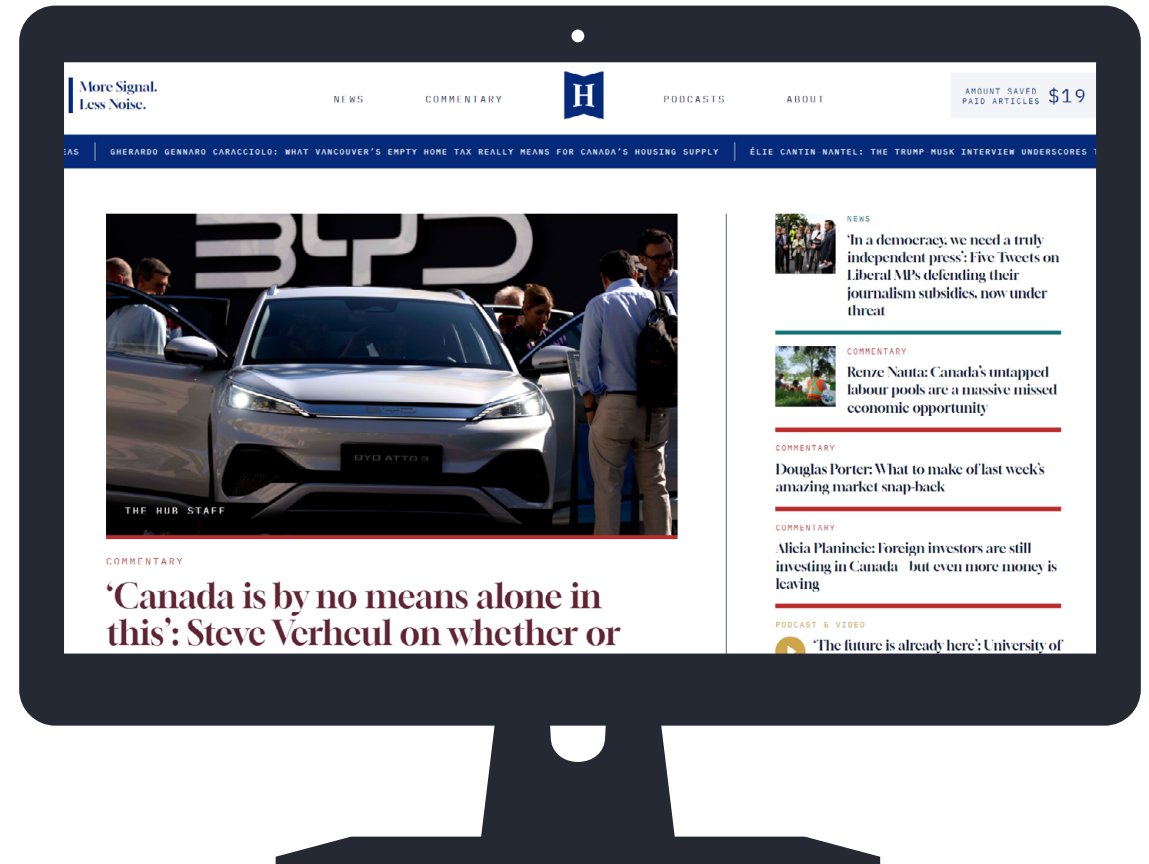 More Signal.
Less Noise.
NEWS
COMMENTARY
H
PODCASTS
ABOUT
AMOUNT SAVED
PAID ARTICLES
$19
EAS
GHERARDO GENNARO CARACCIOLO: WHAT VANCOUVER'S EMPTY HOME TAX REALLY MEANS FOR CANADA'S HOUSING SUPPLY
ÉLIE CANTIN-NANTEL: THE TRUMP-MUSK INTERVIEW UNDERSCORES
BYD
BYD
BYD ATTO 3
THE HUB STAFF
COMMENTARY
‘Canada is by no means alone in
this’: Steve Verheul on whether or
NEWS
‘In a democracy, we need a truly
independent press’: Five Tweets on
Liberal MPs defending their
journalism subsidies, now under
threat
COMMENTARY
Renze Nauta: Canada’s untapped
labour pools are a massive missed
economic opportunity
COMMENTARY
Douglas Porter: What to make of last week’s
amazing market snap-back
COMMENTARY
Alicia Planincic: Foreign investors are still
investing in Canada—but even more money is
leaving
PODCAST & VIDEO
‘The future is already here’: University of